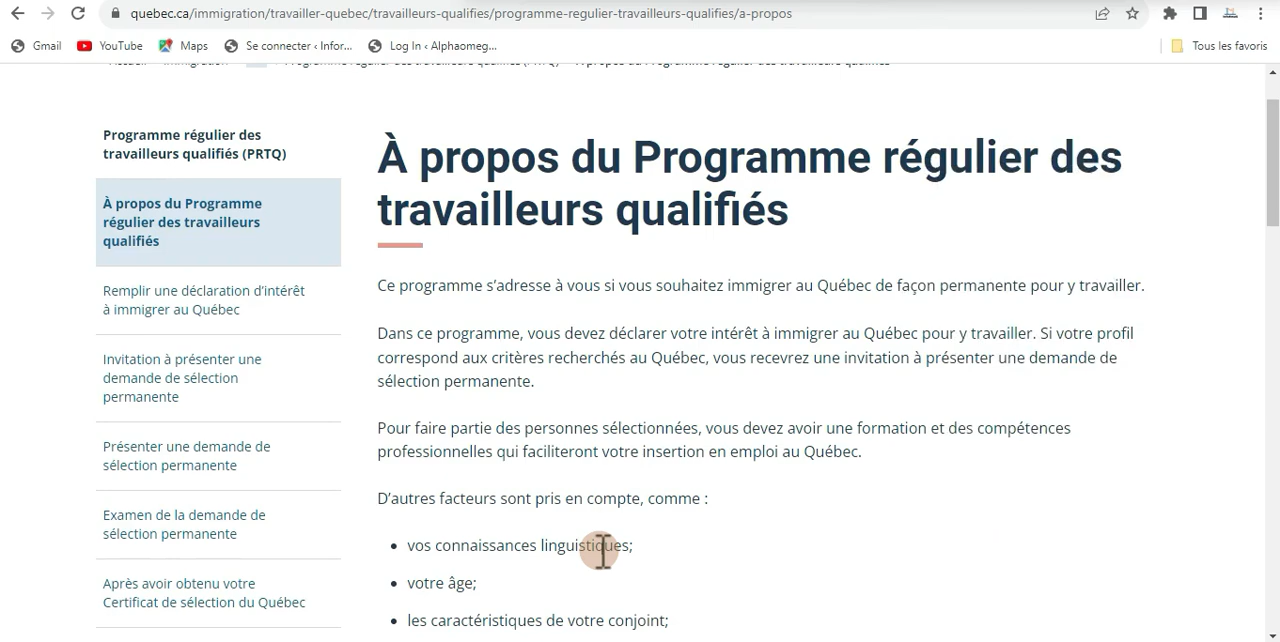 quebec.ca/immigration/travailler-quebec/travailleurs-qualifies/programme-regulier-travailleurs-qualifies/a-propos
Gmail
YouTube
Maps
Se connecter ‹ Infor...
Log In ‹ Alphaomeg...
Tous les favoris
Programme régulier des
travailleurs qualifiés (PRTQ)
À propos du Programme
régulier des travailleurs
qualifiés
Remplir une déclaration d'intérêt
à immigrer au Québec
Invitation à présenter une
demande de sélection
permanente
Présenter une demande de
sélection permanente
Examen de la demande de
sélection permanente
Après avoir obtenu votre
Certificat de sélection du Québec
À propos du Programme régulier des
travailleurs qualifiés
Ce programme s'adresse à vous si vous souhaitez immigrer au Québec de façon permanente pour y travailler.
Dans ce programme, vous devez déclarer votre intérêt à immigrer au Québec pour y travailler. Si votre profil
correspond aux critères recherchés au Québec, vous recevrez une invitation à présenter une demande de
sélection permanente.
Pour faire partie des personnes sélectionnées, vous devez avoir une formation et des compétences
professionnelles qui faciliteront votre insertion en emploi au Québec.
D'autres facteurs sont pris en compte, comme :
• vos connaissances linguistiques;
• votre âge;
• les caractéristiques de votre conjoint;